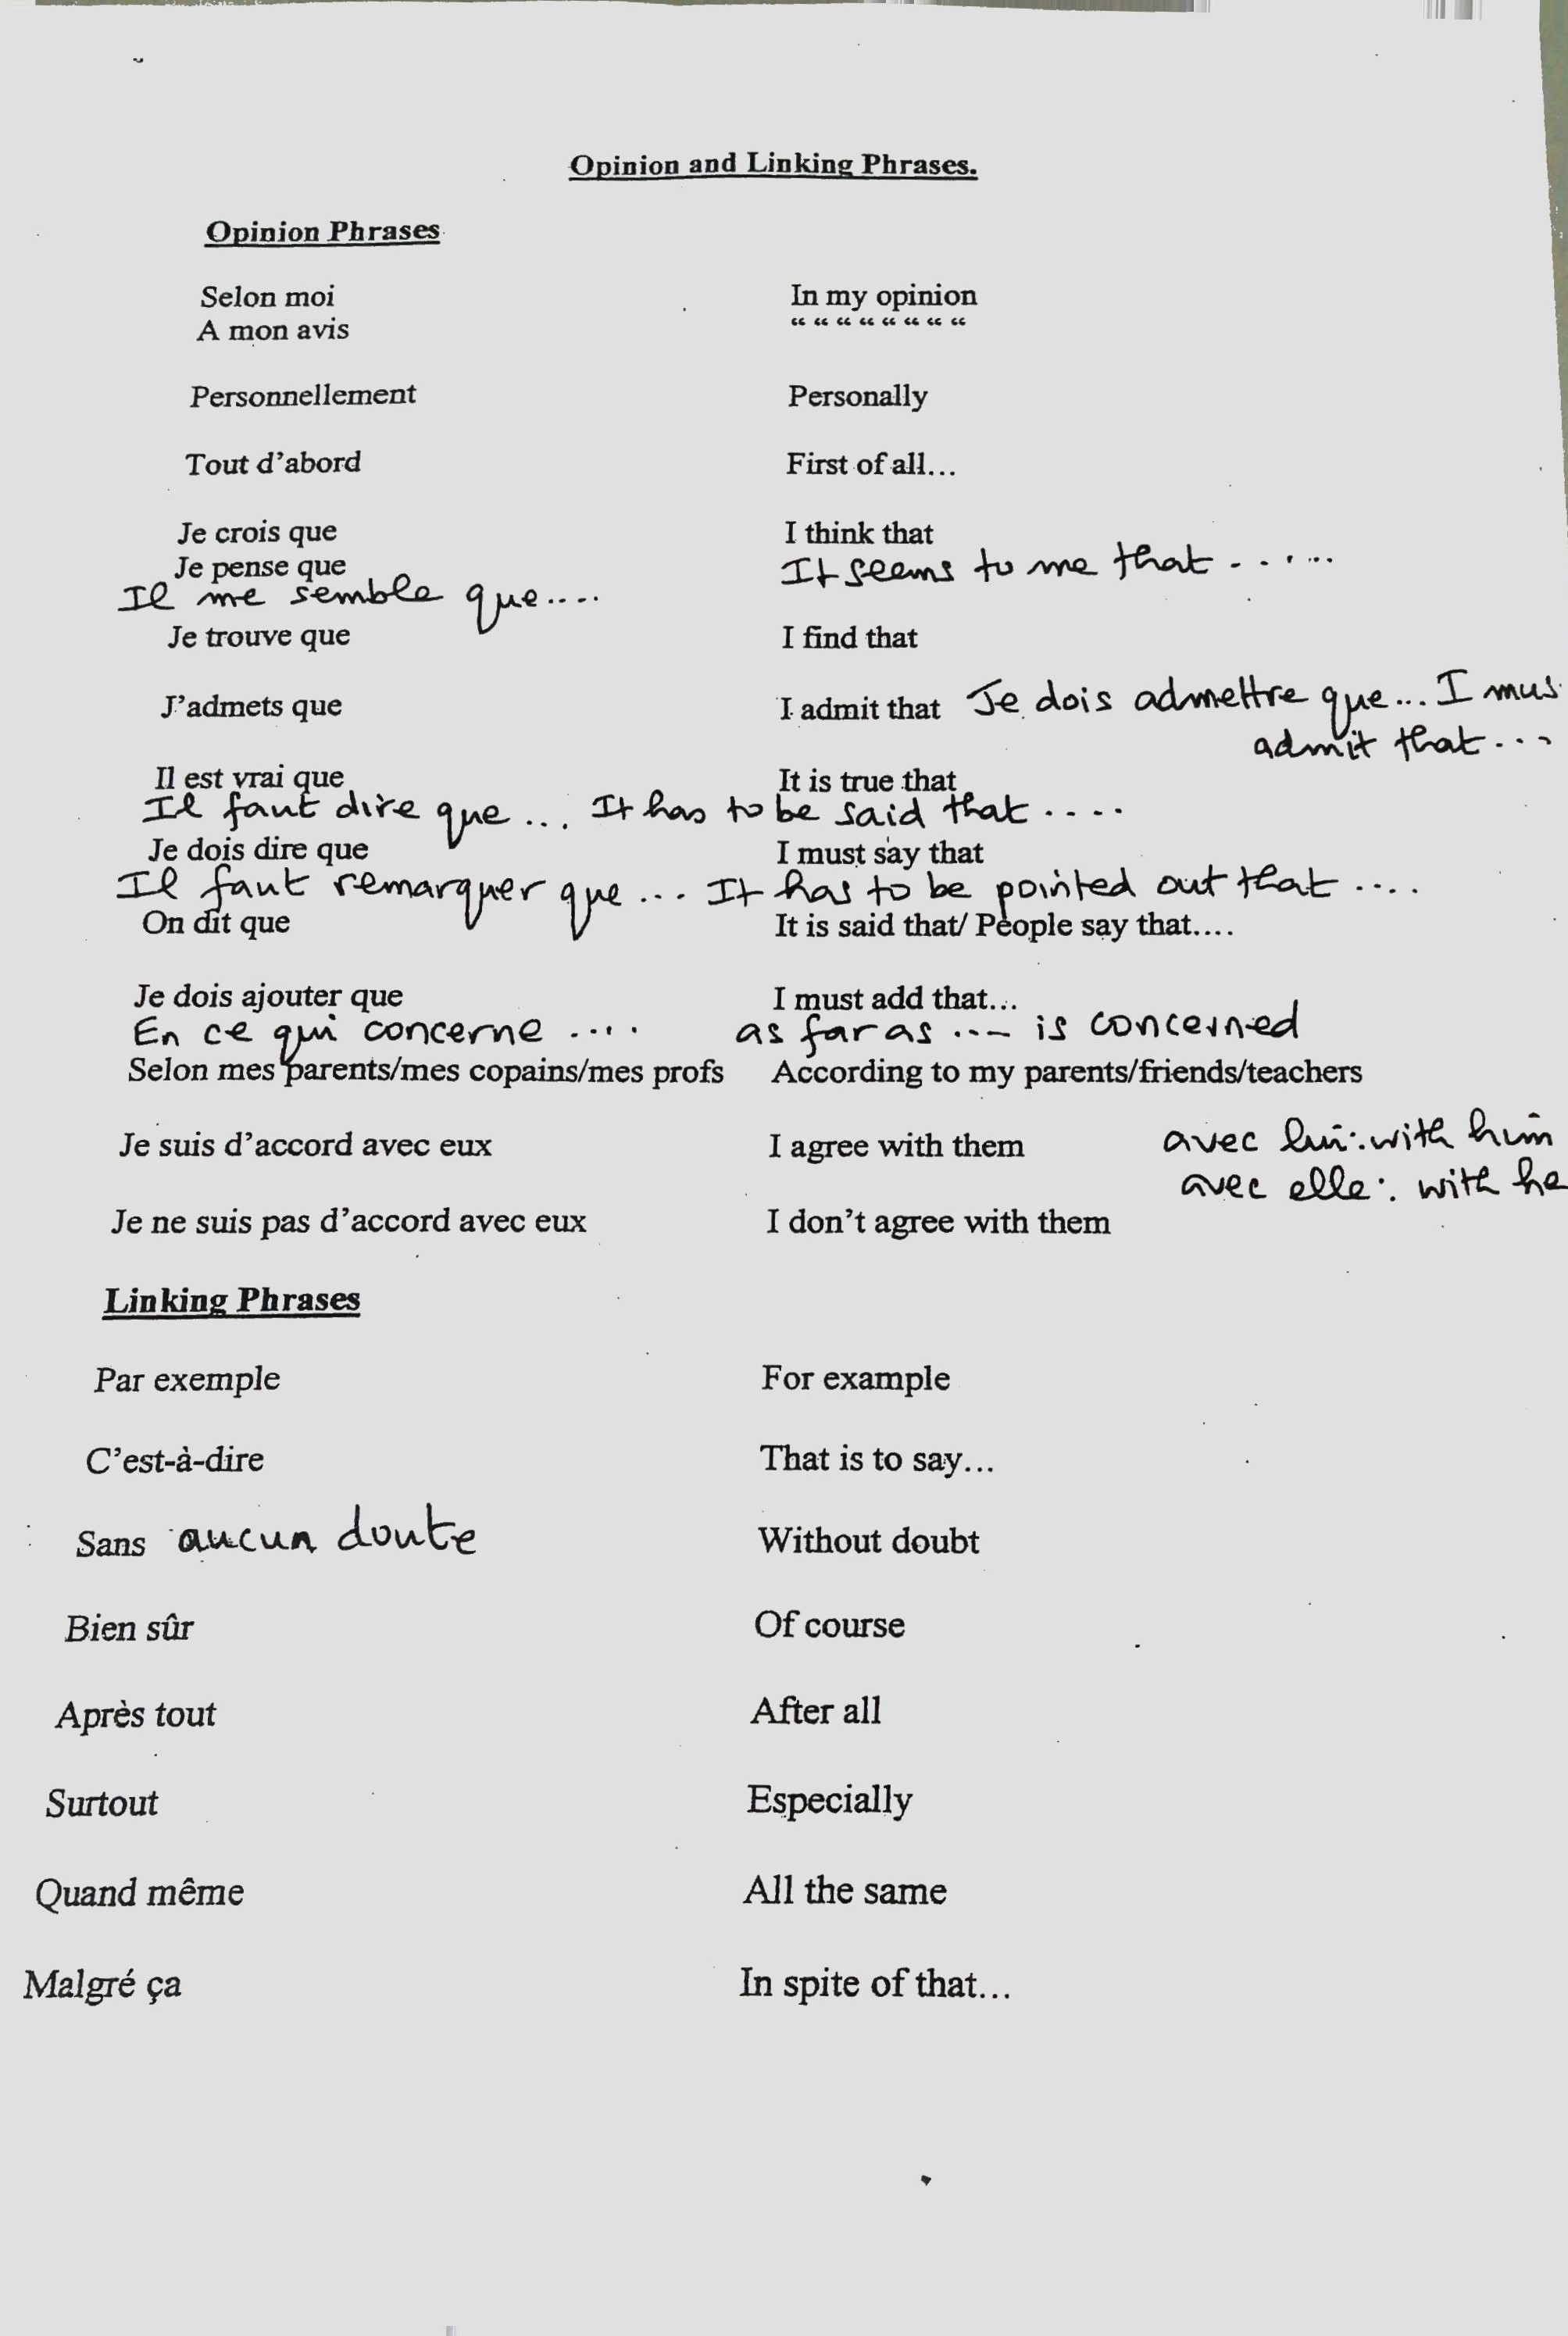 Opinion and Linking Phrases.
Opinion Phrases
Selon moi In my opinion
A mon avis “ “ “ “ “ “ “ “
Personnellement Personally
Tout d’abord First of all…
Je crois que I think that
Je pense que It seems to me that . . . . . .
Il me semble que....
Je trouve que I find that
J’admets que I admit that Je dois admettre que... I mus
admit that...
Il est vrai que It is true that
Il faut dire que ... It has to be said that ....
Je dois dire que I must say that
Il faut remarquer que ... It has to be pointed out that ....
On dit que It is said that/ People say that….
Je dois ajouter que I must add that…
En ce qui concerne .... as far as ... is concerned
Selon mes parents/mes copains/mes profs According to my parents/friends/teachers
Je suis d’accord avec eux I agree with them avec lui: with him
avec elle: with he
Je ne suis pas d’accord avec eux I don’t agree with them
Linking Phrases
Par exemple For example
C’est-à-dire That is to say…
Sans aucun doute Without doubt
Bien sûr Of course
Après tout After all
Surtout Especially
Quand même All the same
Malgré ça In spite of that…